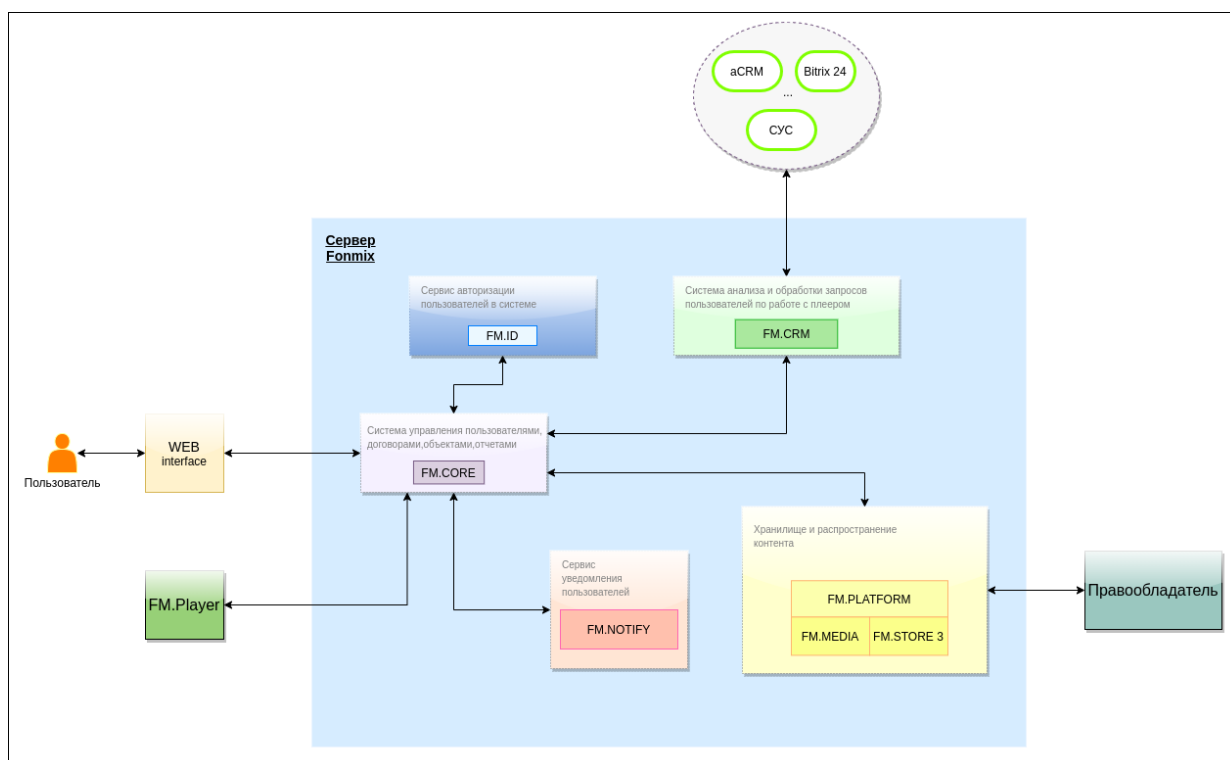 aCRM
Bitrix 24
...
СУС
Сервер
Fonmix
Сервис авторизации
пользователей в системе
FM.ID
Система анализа и обработки запросов
пользователей по работе с плеером
FM.CRM
Система управления пользователями,
договорами,объектами,отчетами
FM.CORE
WEB
interface
Пользователь
Хранилище и распространение
контента
FM.PLATFORM
FM.MEDIA
FM.STORE 3
Правообладатель
Сервис
уведомления
пользователей
FM.NOTIFY
FM.Player